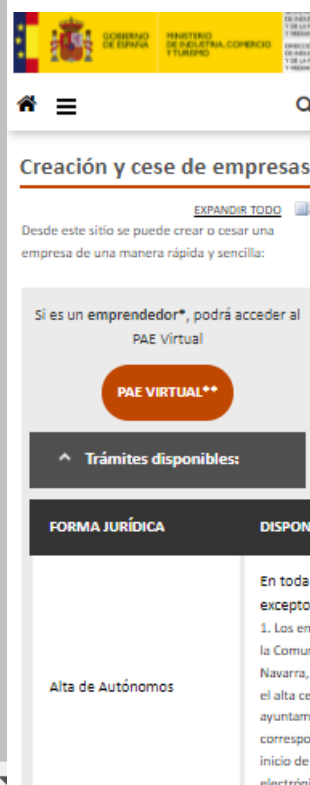 GOBIERNO
DE ESPAÑA
MINISTERIO
DE INDUSTRIA, COMERCIO
Y TURISMO
Creación y cese de empresas
EXPANDIR TODO
Desde este sitio se puede crear o cesar una
empresa de una manera rápida y sencilla:
Si es un emprendedor*, podrá acceder al
PAE Virtual
PAE VIRTUAL**
Trámites disponibles:
FORMA JURÍDICA
DISPON
Alta de Autónomos
En toda
excepto
1. Los en
la Comun
Navarra,
el alta ce
ayuntam
correspo
inicio de
electróni